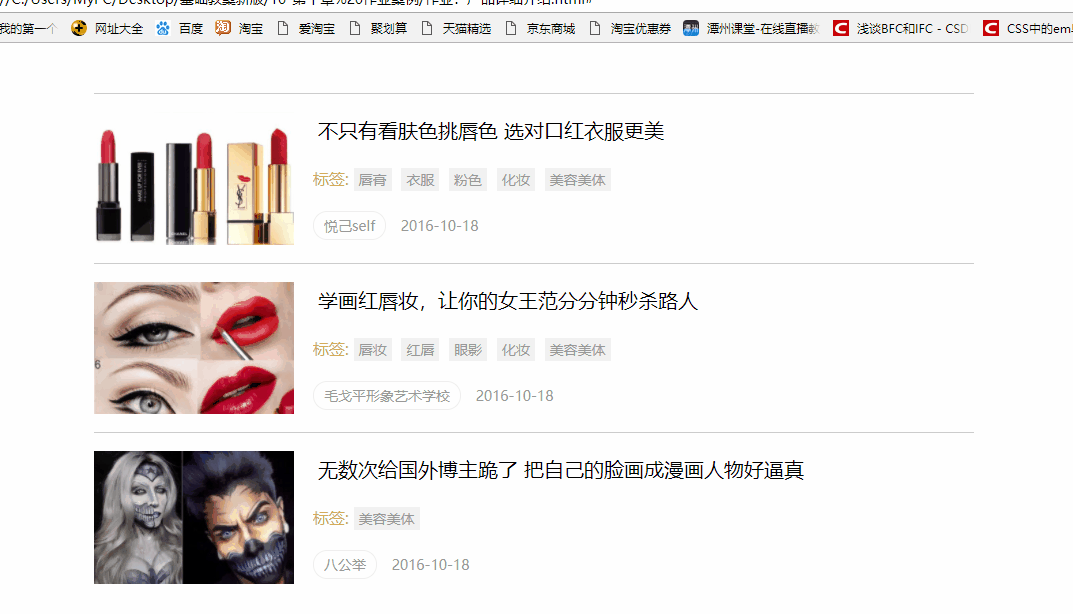 //C:/Users/MyPC/Desktop/基础教案新版/10 第十章%20作业案例/作业：产品详细介绍.html#
我的第一个 网址大全 百度 淘宝 爱淘宝 聚划算 天猫精选 京东商城 淘宝优惠券 潭州课堂-在线直播教 浅谈BFC和IFC - CSD CSS中的em
不只有看肤色挑唇色 选对口红衣服更美
标签: 唇膏 衣服 粉色 化妆 美容美体
悦己self 2016-10-18
学画红唇妆，让你的女王范分分钟秒杀路人
标签: 唇妆 红唇 眼影 化妆 美容美体
6
毛戈平形象艺术学校 2016-10-18
无数次给国外博主跪了 把自己的脸画成漫画人物好逼真
标签: 美容美体
八公举 2016-10-18